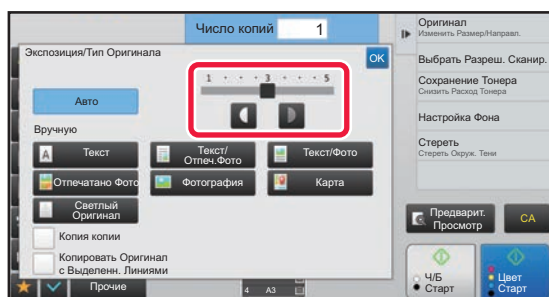 Число копий 1
Экспозиция/Тип Оригинала
OK
1 · · · 3 · · · 5
Авто
Вручную
A Текст
Текст/
Отпеч.Фото
Текст/Фото
Отпечатано Фото
Фотография
Карта
Светлый
Оригинал
Копия копии
Копировать Оригинал
с Выделенн. Линиями
Прочие
4 A3
Оригинал
Изменить Размер/Направл.
Выбрать Разреш. Сканир.
Сохранение Тонера
Снизить Расход Тонера
Настройка Фона
Стереть
Стереть Окруж. Тени
Предварит.
Просмотр
CA
Ч/Б
Старт
Цвет
Старт